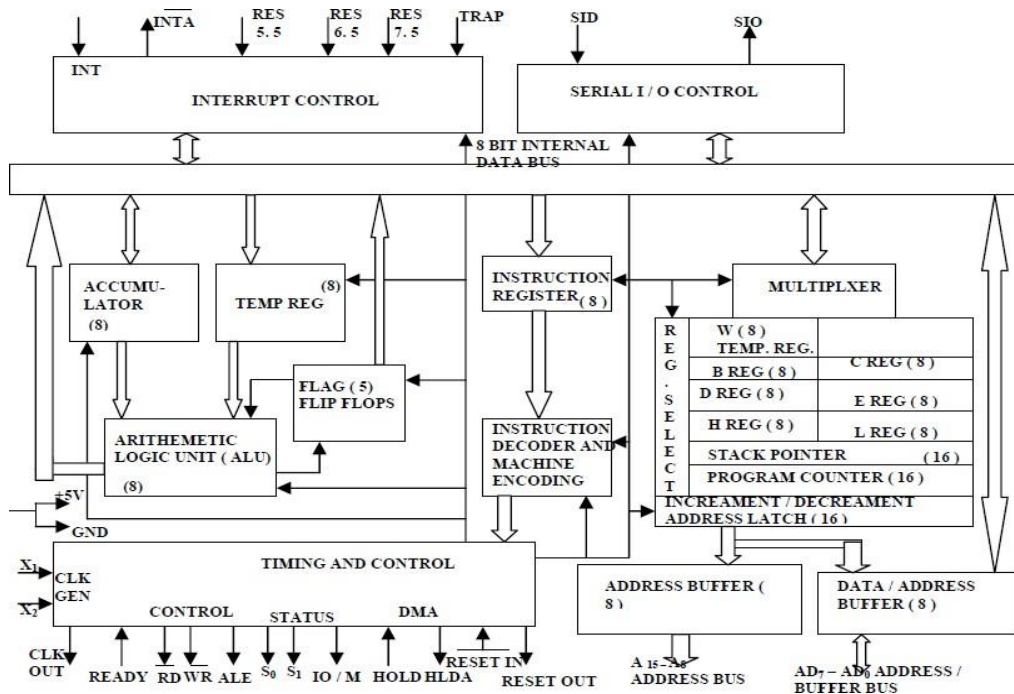 INTA
RES
5. 5
RES
6. 5
RES
7. 5
TRAP
SID
SIO
INT
INTERRUPT CONTROL
SERIAL I / O CONTROL
8 BIT INTERNAL
DATA BUS
ACCUMU-
LATOR
(8)
(8)
TEMP REG
INSTRUCTION
REGISTER ( 8 )
MULTIPLXER
R
E
G
.
S
E
L
E
C
T
W ( 8 )
TEMP. REG.
B REG ( 8 )
C REG ( 8 )
D REG ( 8 )
E REG ( 8 )
H REG ( 8 )
L REG ( 8 )
STACK POINTER ( 16 )
PROGRAM COUNTER ( 16 )
INCREAMENT / DECREAMENT
ADDRESS LATCH ( 16 )
FLAG ( 5 )
FLIP FLOPS
ARITHEMETIC
LOGIC UNIT ( ALU )
(8)
INSTRUCTION
DECODER AND
MACHINE
ENCODING
+5V
GND
X1
X2
CLK
GEN
TIMING AND CONTROL
CONTROL
STATUS
DMA
ADDRESS BUFFER (
8 )
DATA / ADDRESS
BUFFER ( 8 )
CLK
OUT
READY
RD
WR
ALE
S0
S1
IO / M
HOLD
HLDA
RESET IN
RESET OUT
A 15 – A8
ADDRESS BUS
AD7 – AD0 ADDRESS /
BUFFER BUS